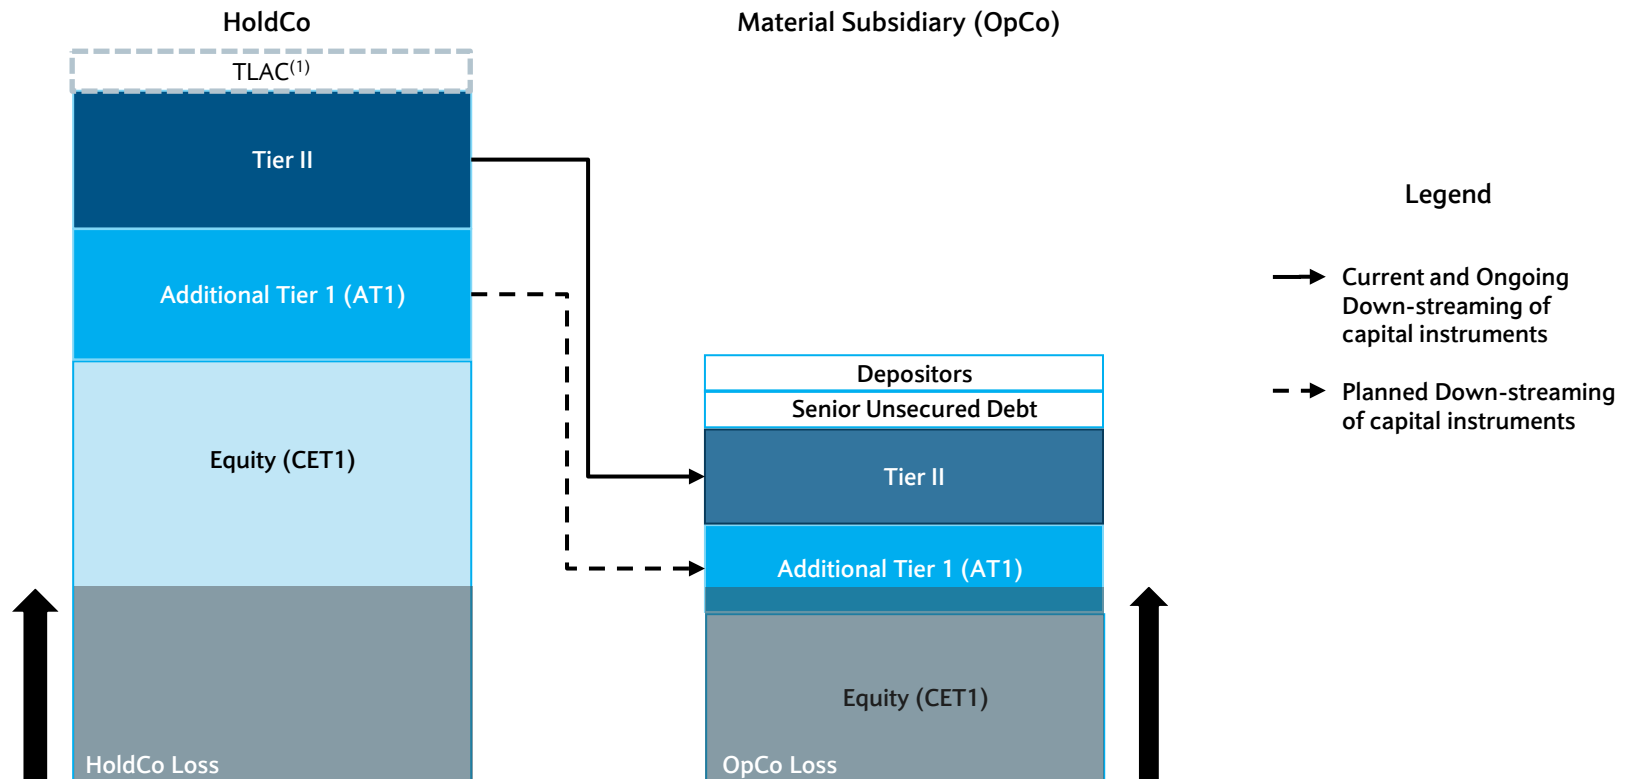 HoldCo
TLAC(1)
Tier II
Additional Tier 1 (AT1)
Equity (CET1)
HoldCo Loss
Material Subsidiary (OpCo)
Depositors
Senior Unsecured Debt
Tier II
Additional Tier 1 (AT1)
Equity (CET1)
OpCo Loss
Legend
Current and Ongoing
Down-streaming of
capital instruments
Planned Down-streaming
of capital instruments